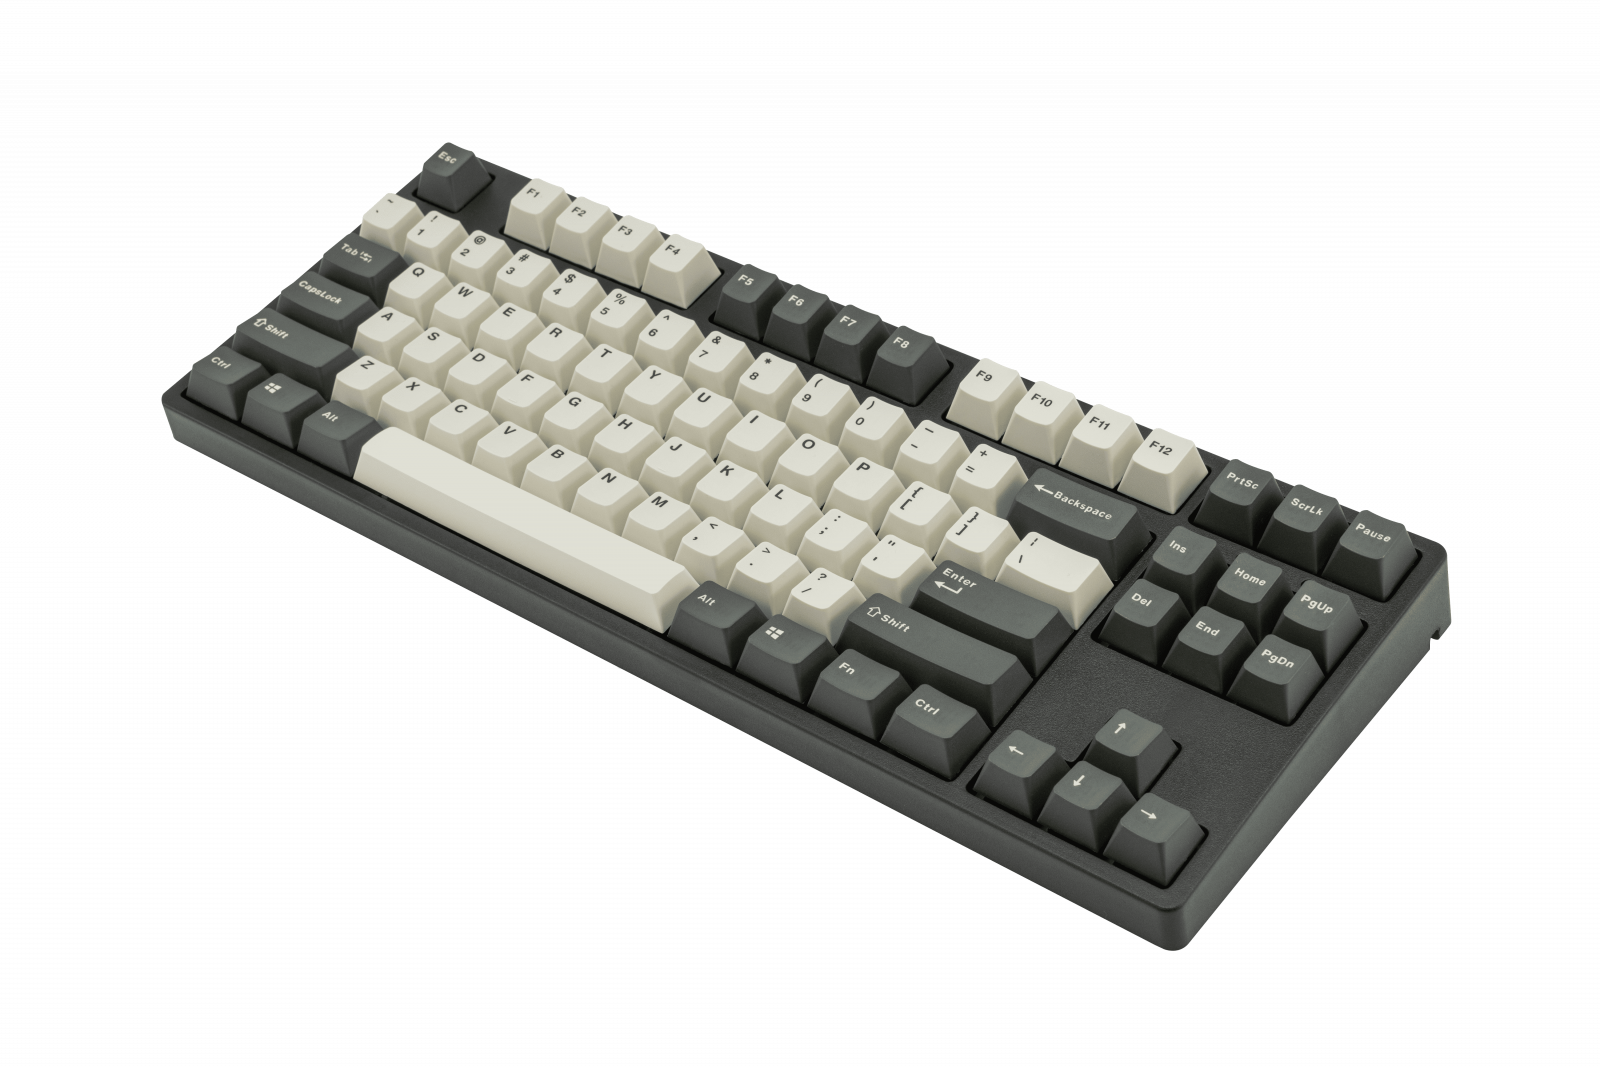 Esc F1 F2 F3 F4 F5 F6 F7 F8 F9 F10 F11 F12 PrtSc ScrLk Pause
~ ! @ # $ % ^ & * ( ) _ +
` 1 2 3 4 5 6 7 8 9 0 - = ← Backspace Ins Home PgUp
Tab Q W E R T Y U I O P { } |
[ ] \ Del End PgDn
CapsLock A S D F G H J K L : " Enter
; '
⇧Shift Z X C V B N M < > ? ⇧Shift ↑
, . /
Ctrl Alt Alt Fn Ctrl ← ↓ →